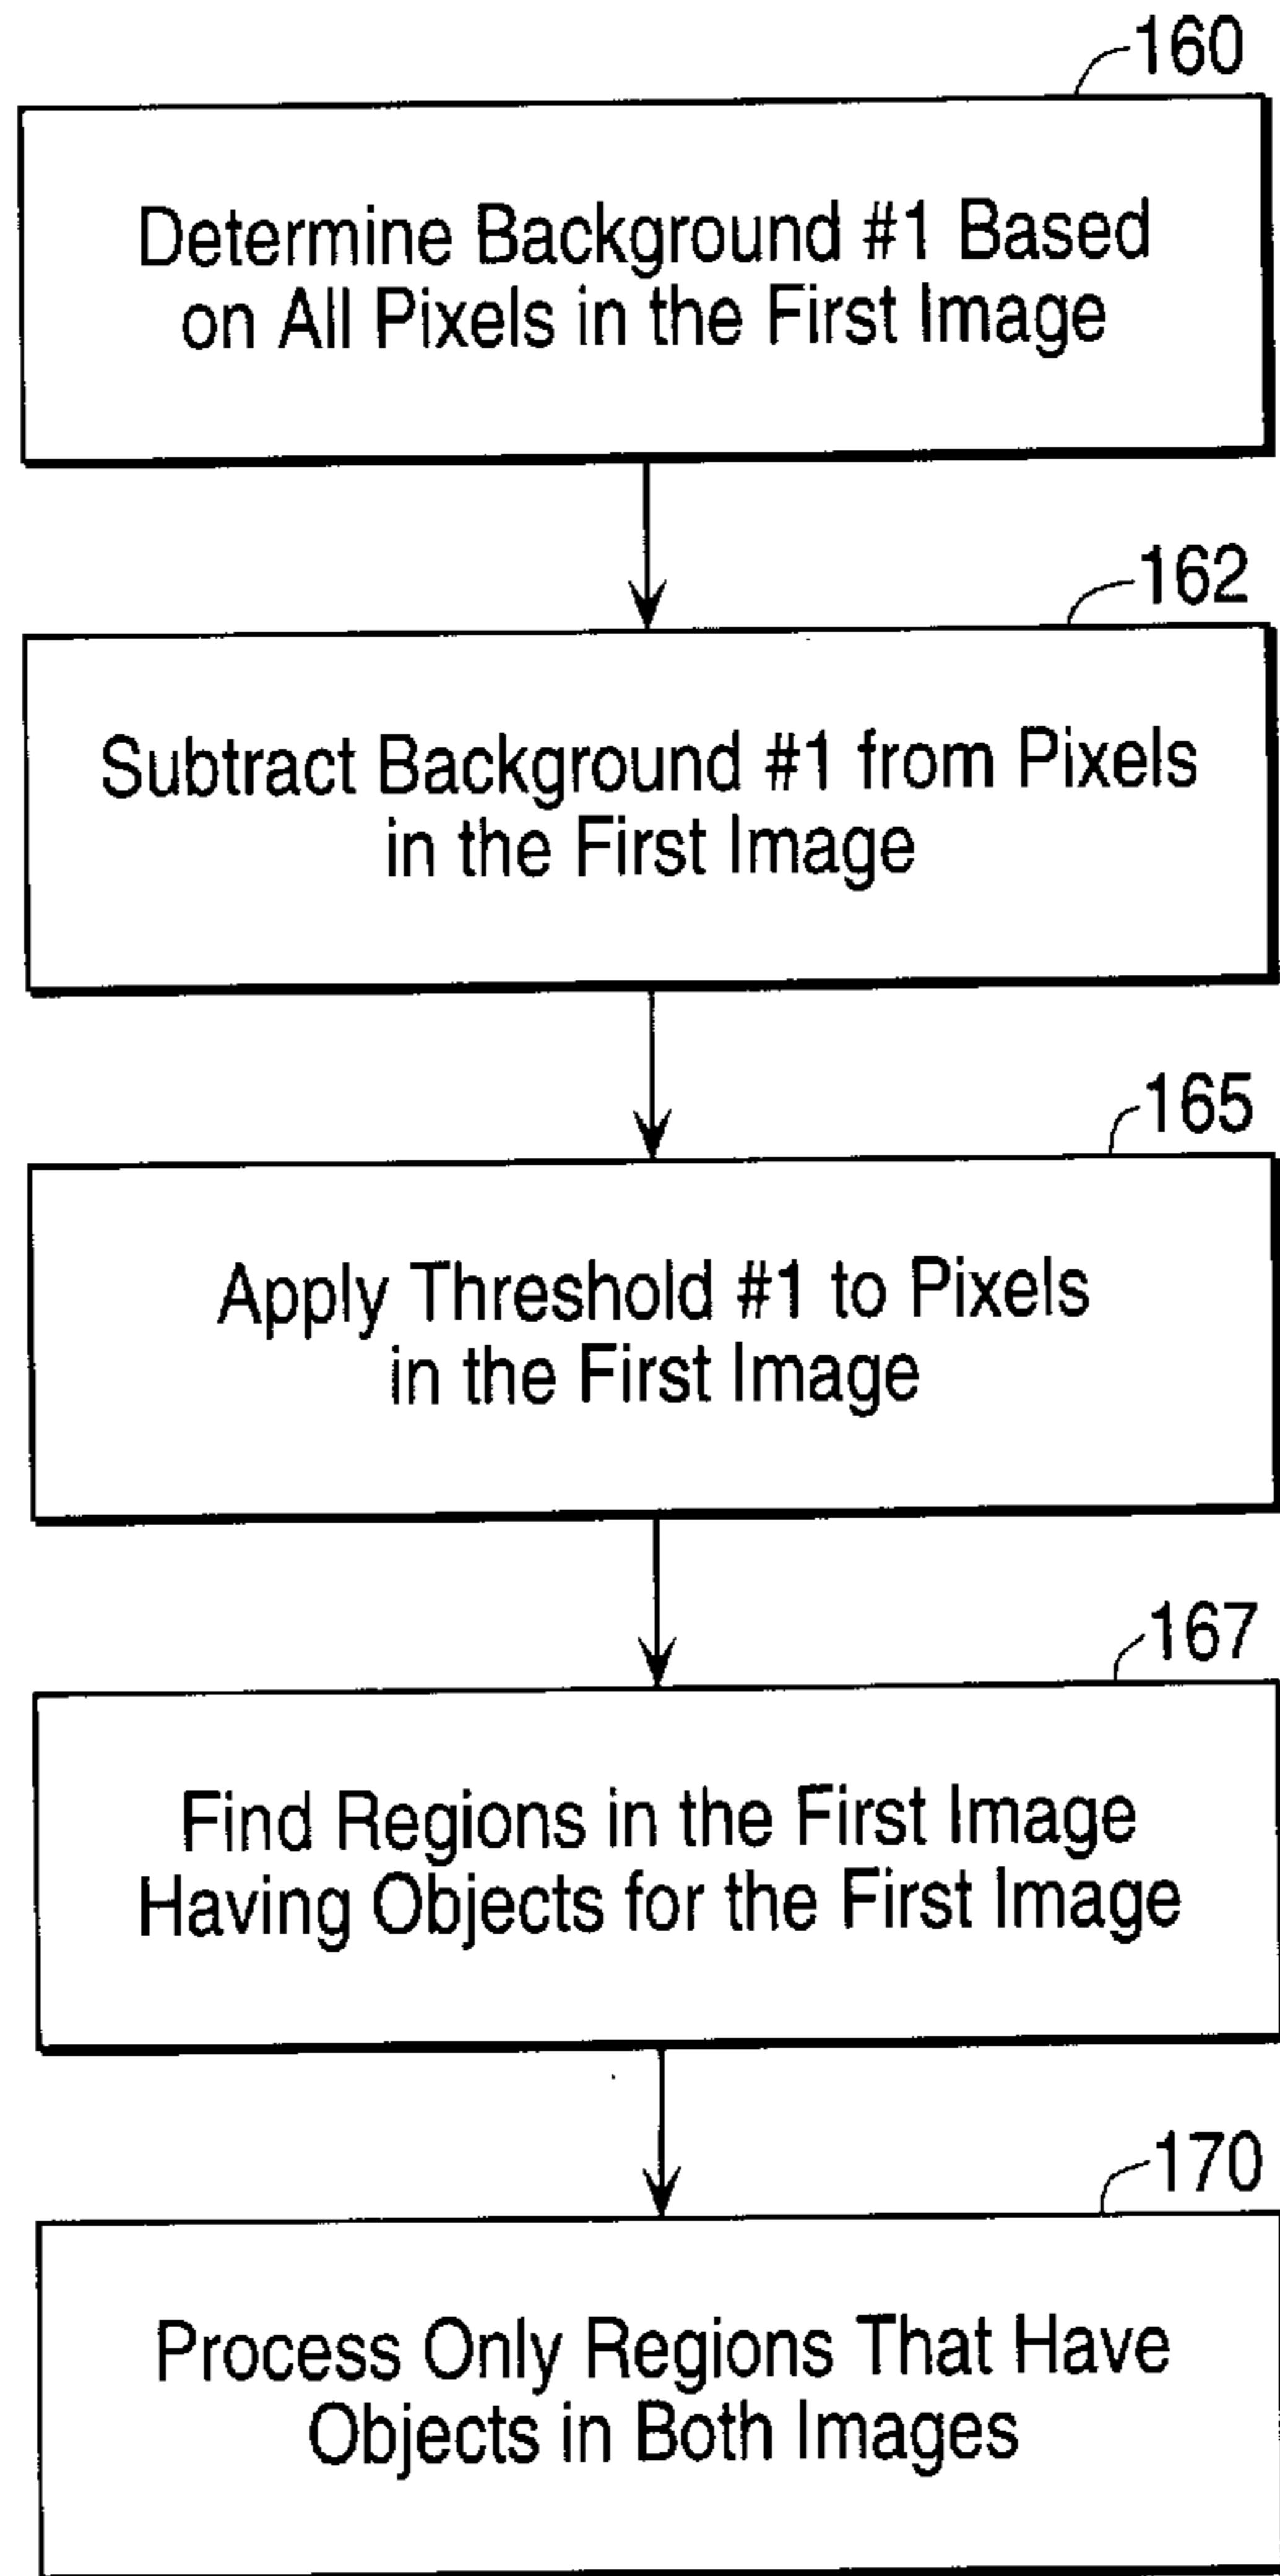 160
Determine Background #1 Based
on All Pixels in the First Image
162
Subtract Background #1 from Pixels
in the First Image
165
Apply Threshold #1 to Pixels
in the First Image
167
Find Regions in the First Image
Having Objects for the First Image
170
Process Only Regions That Have
Objects in Both Images